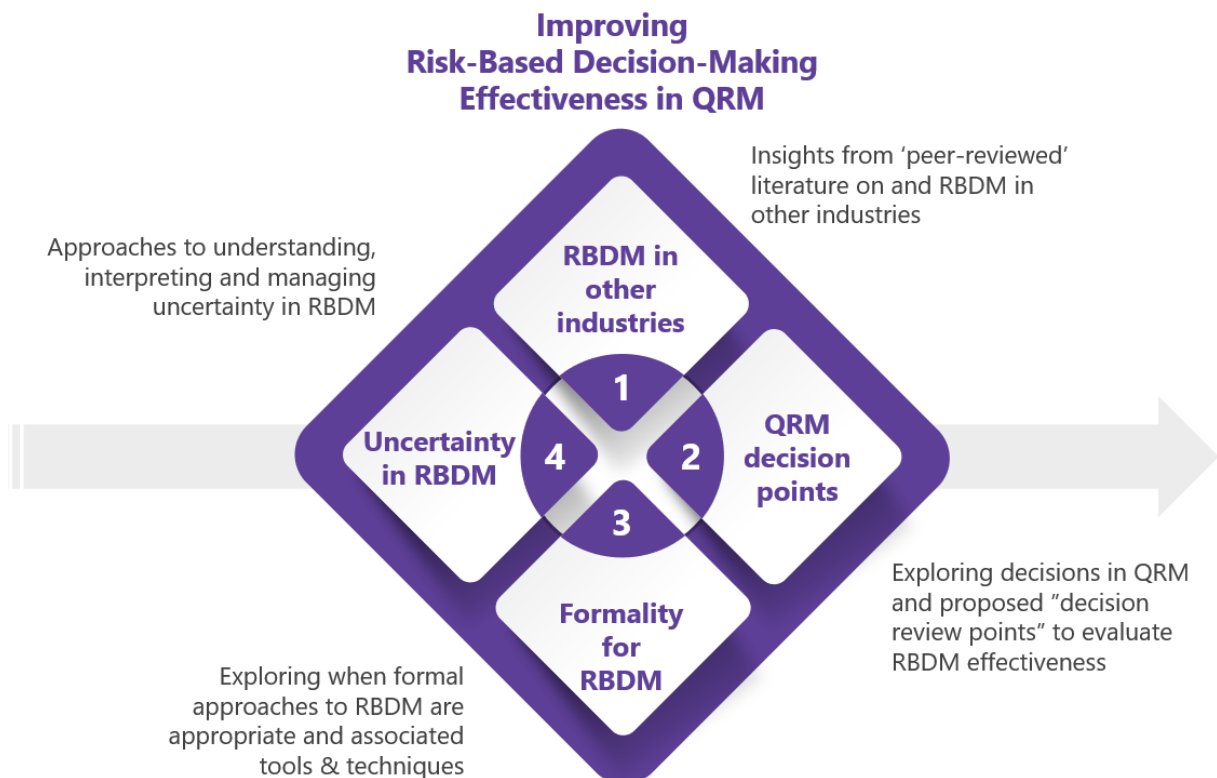 Improving
Risk-Based Decision-Making
Effectiveness in QRM
Insights from ‘peer-reviewed’
literature on and RBDM in
other industries
Approaches to understanding,
interpreting and managing
uncertainty in RBDM
RBDM in
other
industries
1
Uncertainty
in RBDM
4
2
QRM
decision
points
3
Formality
for
RBDM
Exploring decisions in QRM
and proposed ”decision
review points” to evaluate
RBDM effectiveness
Exploring when formal
approaches to RBDM are
appropriate and associated
tools & techniques